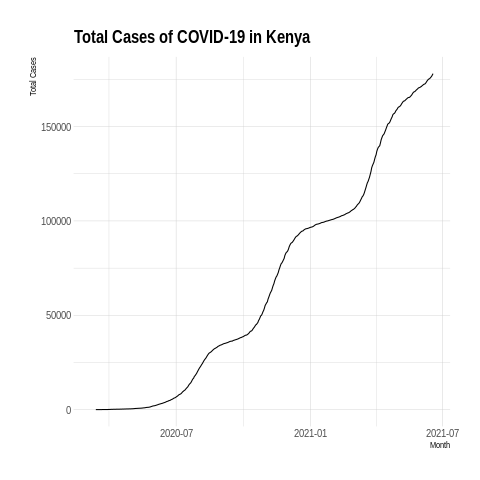 Total Cases of COVID-19 in Kenya
Total Cases
150000
100000
50000
0
2020-07 2021-01 2021-07
Month